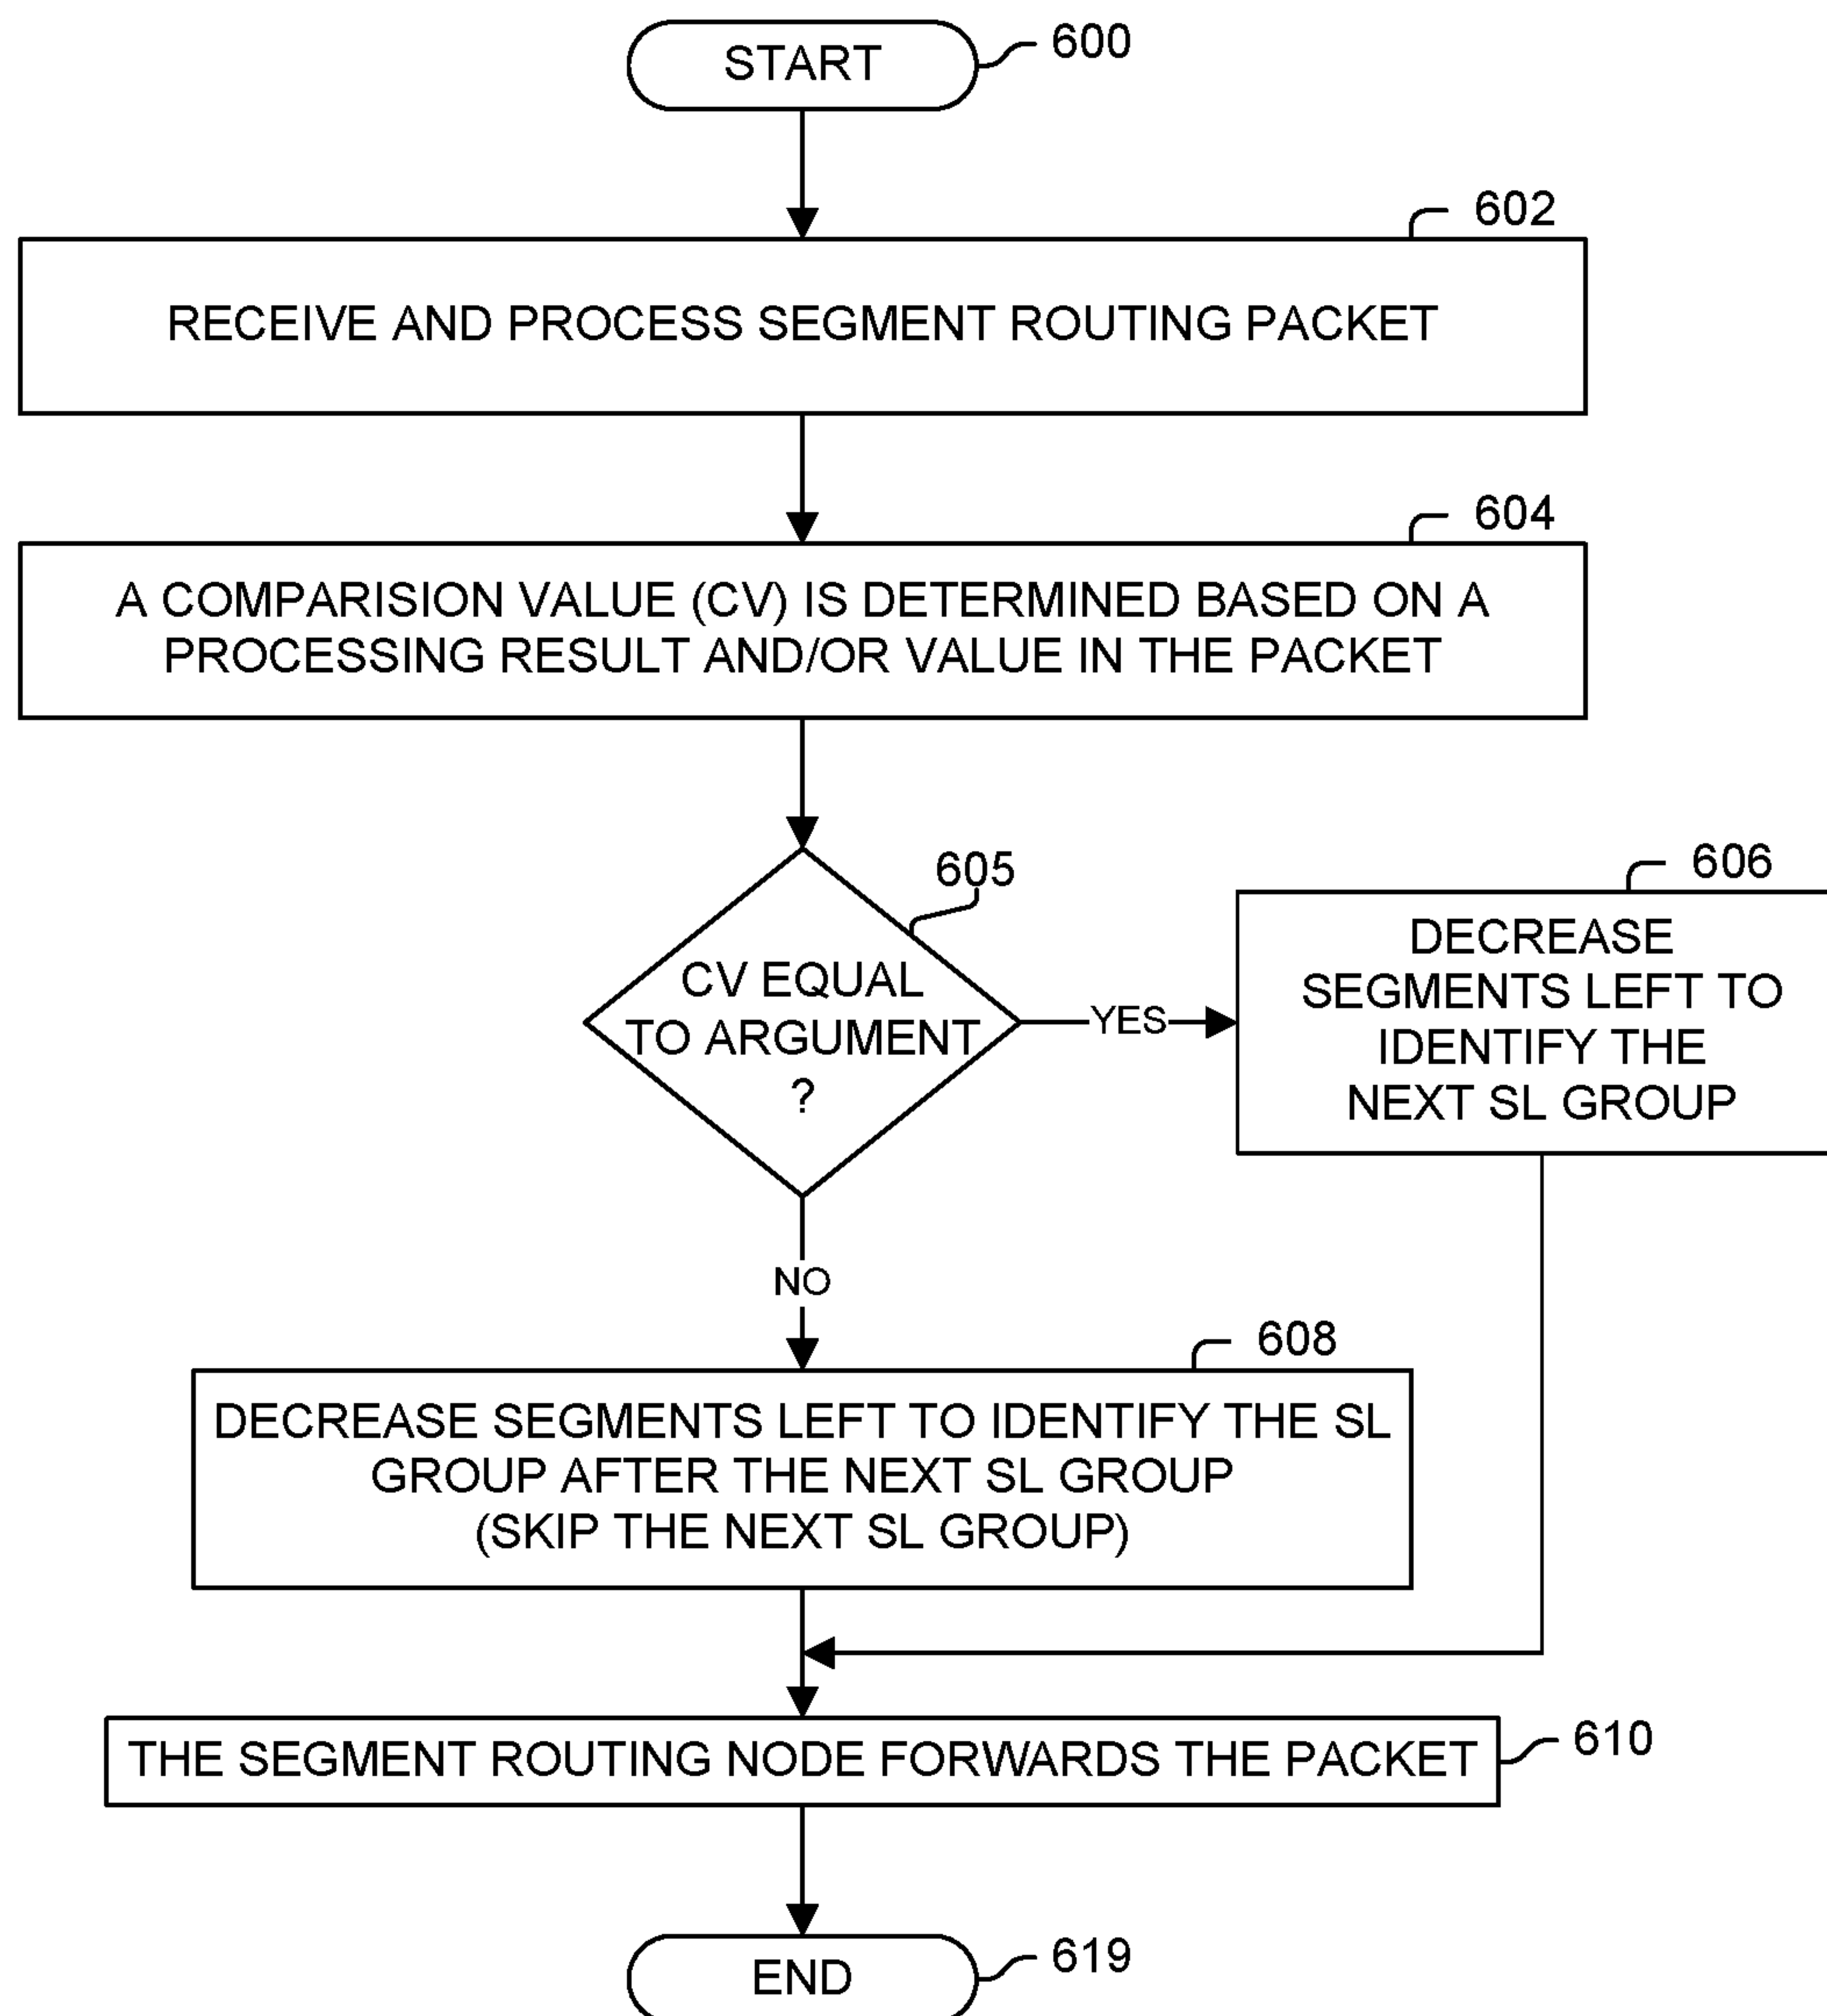 START
600
602
RECEIVE AND PROCESS SEGMENT ROUTING PACKET
604
A COMPARISION VALUE (CV) IS DETERMINED BASED ON A
PROCESSING RESULT AND/OR VALUE IN THE PACKET
605
CV EQUAL
TO ARGUMENT
?
YES
606
DECREASE
SEGMENTS LEFT TO
IDENTIFY THE
NEXT SL GROUP
NO
608
DECREASE SEGMENTS LEFT TO IDENTIFY THE SL
GROUP AFTER THE NEXT SL GROUP
(SKIP THE NEXT SL GROUP)
THE SEGMENT ROUTING NODE FORWARDS THE PACKET
610
END
619